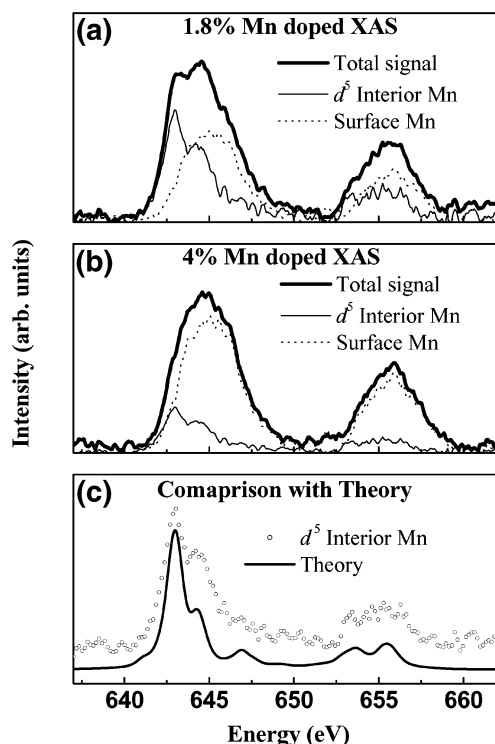 (a) 1.8% Mn doped XAS
Total signal
d⁵ Interior Mn
Surface Mn
(b) 4% Mn doped XAS
Total signal
d⁵ Interior Mn
Surface Mn
(c) Comaprison with Theory
d⁵ Interior Mn
Theory
Intensity (arb. units)
640 645 650 655 660
Energy (eV)